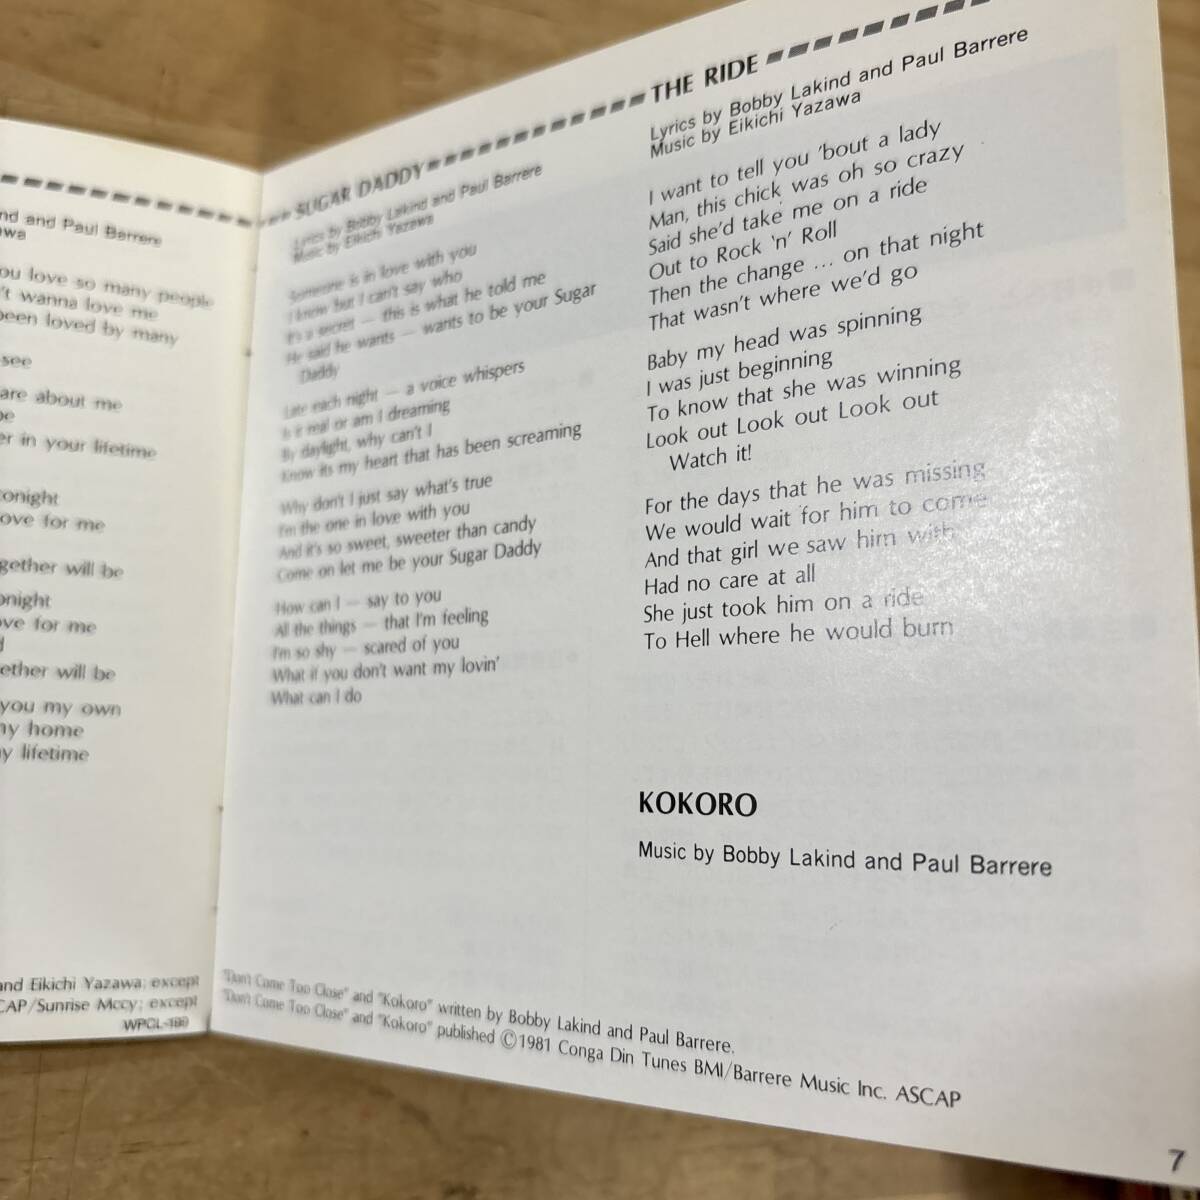 nd and Paul Barrere
wa
ou love so many people
't wanna love me
been loved by many
see
are about me
be
er in your lifetime
onight
ove for me
gether will be
onight
ve for me
d
ether will be
you my own
ny home
y lifetime
and Eikichi Yazawa; except
CAP/Sunrise Mccy; except
WPCL-189
SUGAR DADDY
Lyrics by Bobby Lakind and Paul Barrere
Music by Eikichi Yazawa
Someone is in love with you
I know but I can't say who
It's a secret — this is what he told me
He said he wants — wants to be your Sugar
Daddy
Late each night — a voice whispers
Is it real or am I dreaming
By daylight, why can't I
Know its my heart that has been screaming
Why don't I just say what's true
I'm the one in love with you
And it's so sweet, sweeter than candy
Come on let me be your Sugar Daddy
How can I — say to you
All the things — that I'm feeling
I'm so shy — scared of you
What if you don't want my lovin'
What can I do
THE RIDE
Lyrics by Bobby Lakind and Paul Barrere
Music by Eikichi Yazawa
I want to tell you 'bout a lady
Man, this chick was oh so crazy
Said she'd take me on a ride
Out to Rock 'n' Roll
Then the change ... on that night
That wasn't where we'd go
Baby my head was spinning
I was just beginning
To know that she was winning
Look out Look out Look out
Watch it!
For the days that he was missing
We would wait for him to come
And that girl we saw him with
Had no care at all
She just took him on a ride
To Hell where he would burn
KOKORO
Music by Bobby Lakind and Paul Barrere
"Don't Come Too Close" and "Kokoro" written by Bobby Lakind and Paul Barrere.
"Don't Come Too Close" and "Kokoro" published ©1981 Conga Din Tunes BMI/Barrere Music Inc. ASCAP
7